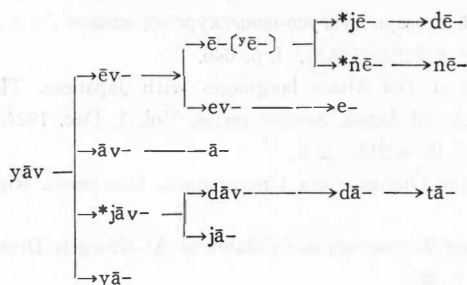 →*jē-→dē-
→ē-[ʸē-]
→*ñē-→nē-
→ēv-
→ev-→e-
→āv-→ā-
yāv
→dāv-→dā-→tā-
→*jāv-
→jā-
→yā-